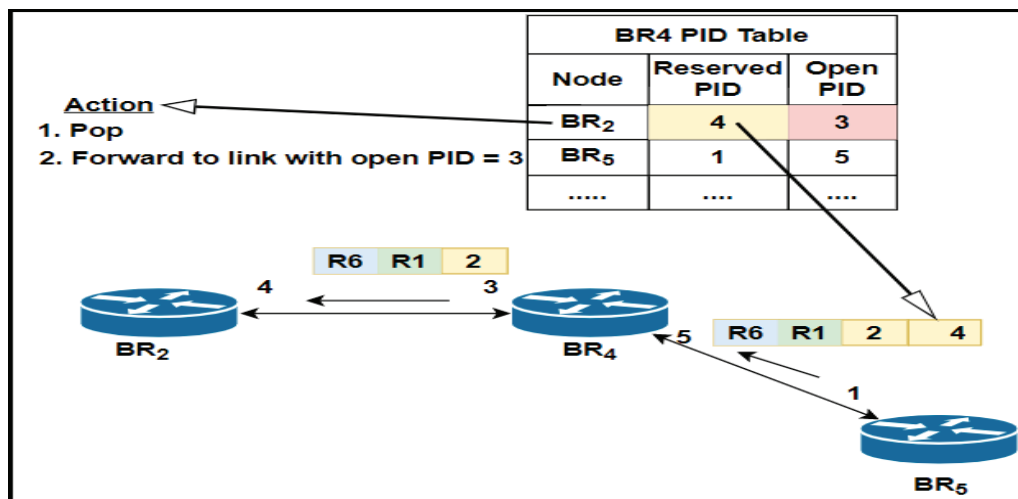 BR4 PID Table
Node Reserved PID Open PID
BR2 4 3
BR5 1 5
..... .... ....
Action
1. Pop
2. Forward to link with open PID = 3
R6 R1 2
4 3
BR2 BR4
R6 R1 2 4
5
1
BR5